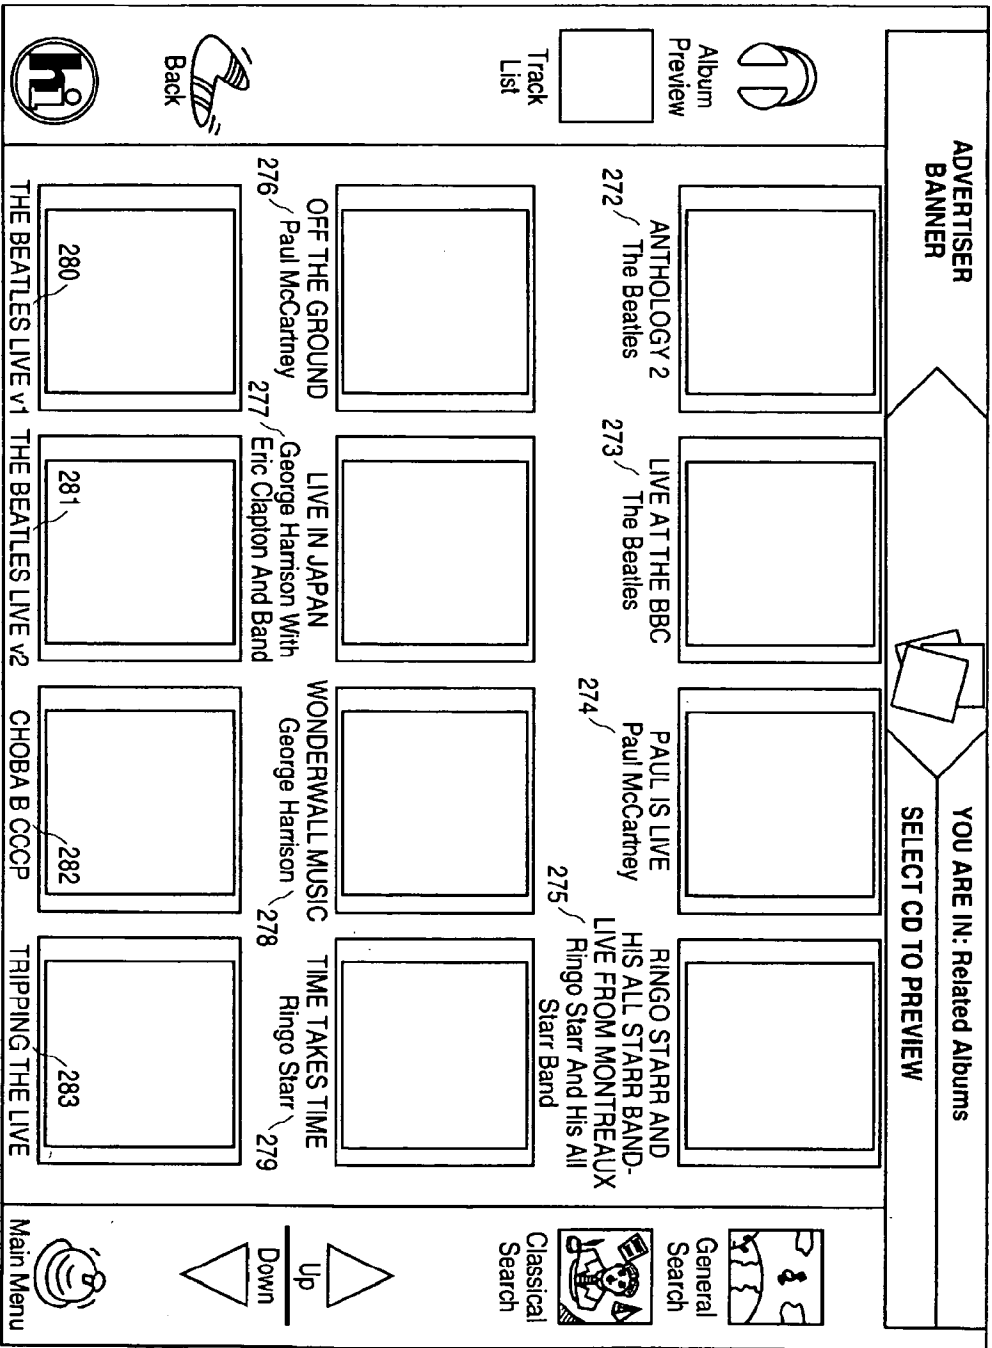 ADVERTISER
BANNER
YOU ARE IN: Related Albums
SELECT CD TO PREVIEW
Album
Preview
Track
List
Back
hi
ANTHOLOGY 2
The Beatles
272
LIVE AT THE BBC
The Beatles
273
PAUL IS LIVE
Paul McCartney
274
RINGO STARR AND
HIS ALL STARR BAND-
LIVE FROM MONTREAUX
Ringo Starr And His All
Starr Band
275
OFF THE GROUND
Paul McCartney
276
LIVE IN JAPAN
George Harrison With
Eric Clapton And Band
277
WONDERWALL MUSIC
George Harrison
278
TIME TAKES TIME
Ringo Starr
279
280
THE BEATLES LIVE v1
281
THE BEATLES LIVE v2
282
CHOBA B CCCP
283
TRIPPING THE LIVE
General
Search
Classical
Search
Up
Down
Main Menu